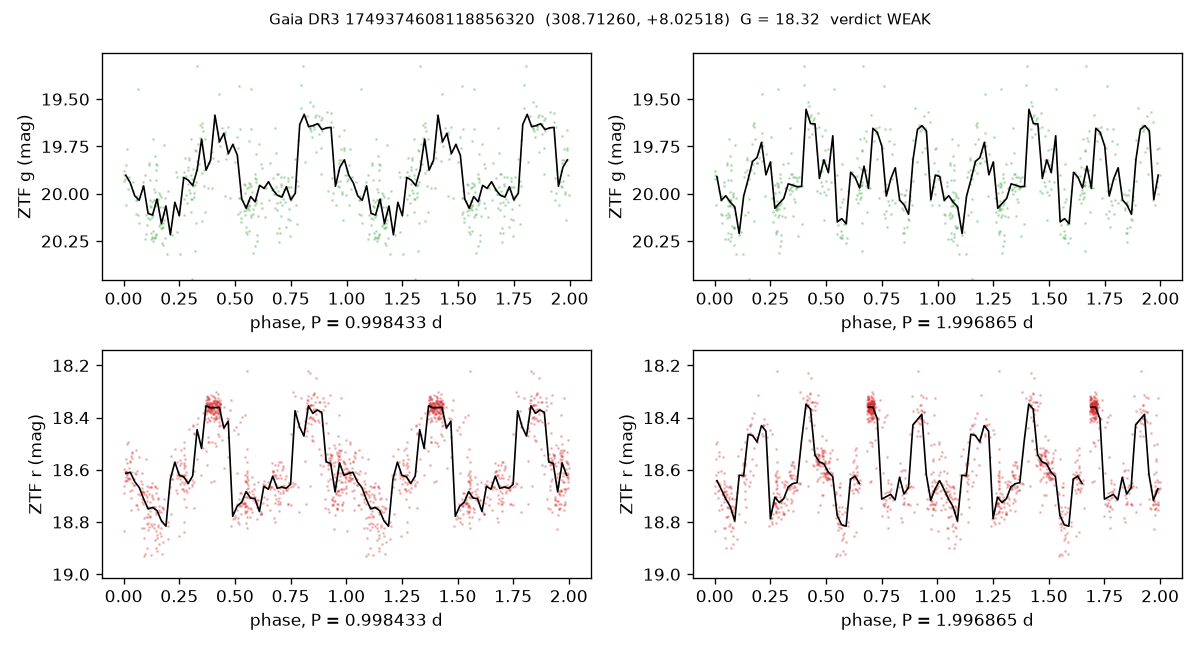 Gaia DR3 1749374608118856320  (308.71260, +8.02518)  G = 18.32  verdict WEAK
ZTF g (mag)
19.50
19.75
20.00
20.25
0.00 0.25 0.50 0.75 1.00 1.25 1.50 1.75 2.00
phase, P = 0.998433 d
ZTF g (mag)
19.50
19.75
20.00
20.25
0.00 0.25 0.50 0.75 1.00 1.25 1.50 1.75 2.00
phase, P = 1.996865 d
ZTF r (mag)
18.2
18.4
18.6
18.8
19.0
0.00 0.25 0.50 0.75 1.00 1.25 1.50 1.75 2.00
phase, P = 0.998433 d
ZTF r (mag)
18.2
18.4
18.6
18.8
19.0
0.00 0.25 0.50 0.75 1.00 1.25 1.50 1.75 2.00
phase, P = 1.996865 d